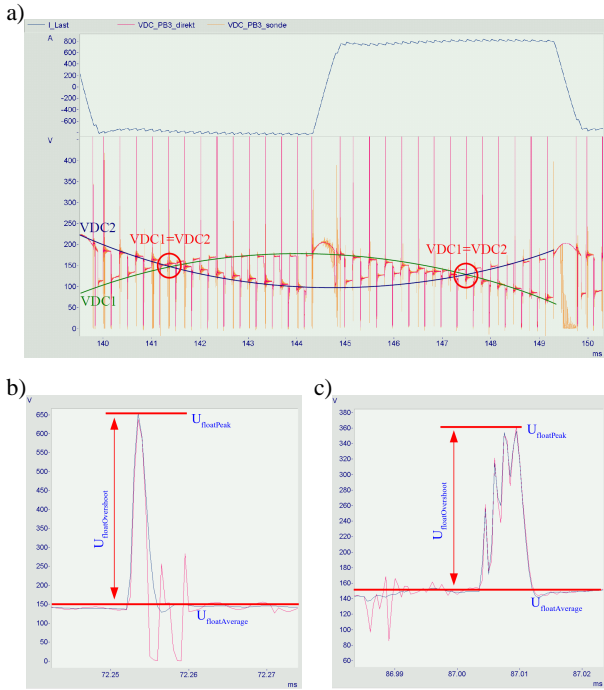 a)
I_Last VDC_PB3_direkt VDC_PB3_sonde
A
800
600
400
200
0
-200
-400
-600
V
400
350
300
250
200
150
100
50
0
VDC2
VDC1=VDC2
VDC1=VDC2
VDC1
140 141 142 143 144 145 146 147 148 149 150
ms
b)
V
650
600
550
500
450
400
350
300
250
200
150
100
50
0
UfloatPeak
UfloatOvershoot
UfloatAverage
72.25 72.26 72.27
ms
c)
V
380
360
340
320
300
280
260
240
220
200
180
160
140
120
100
80
60
UfloatPeak
UfloatOvershoot
UfloatAverage
86.99 87.00 87.01 87.02
ms